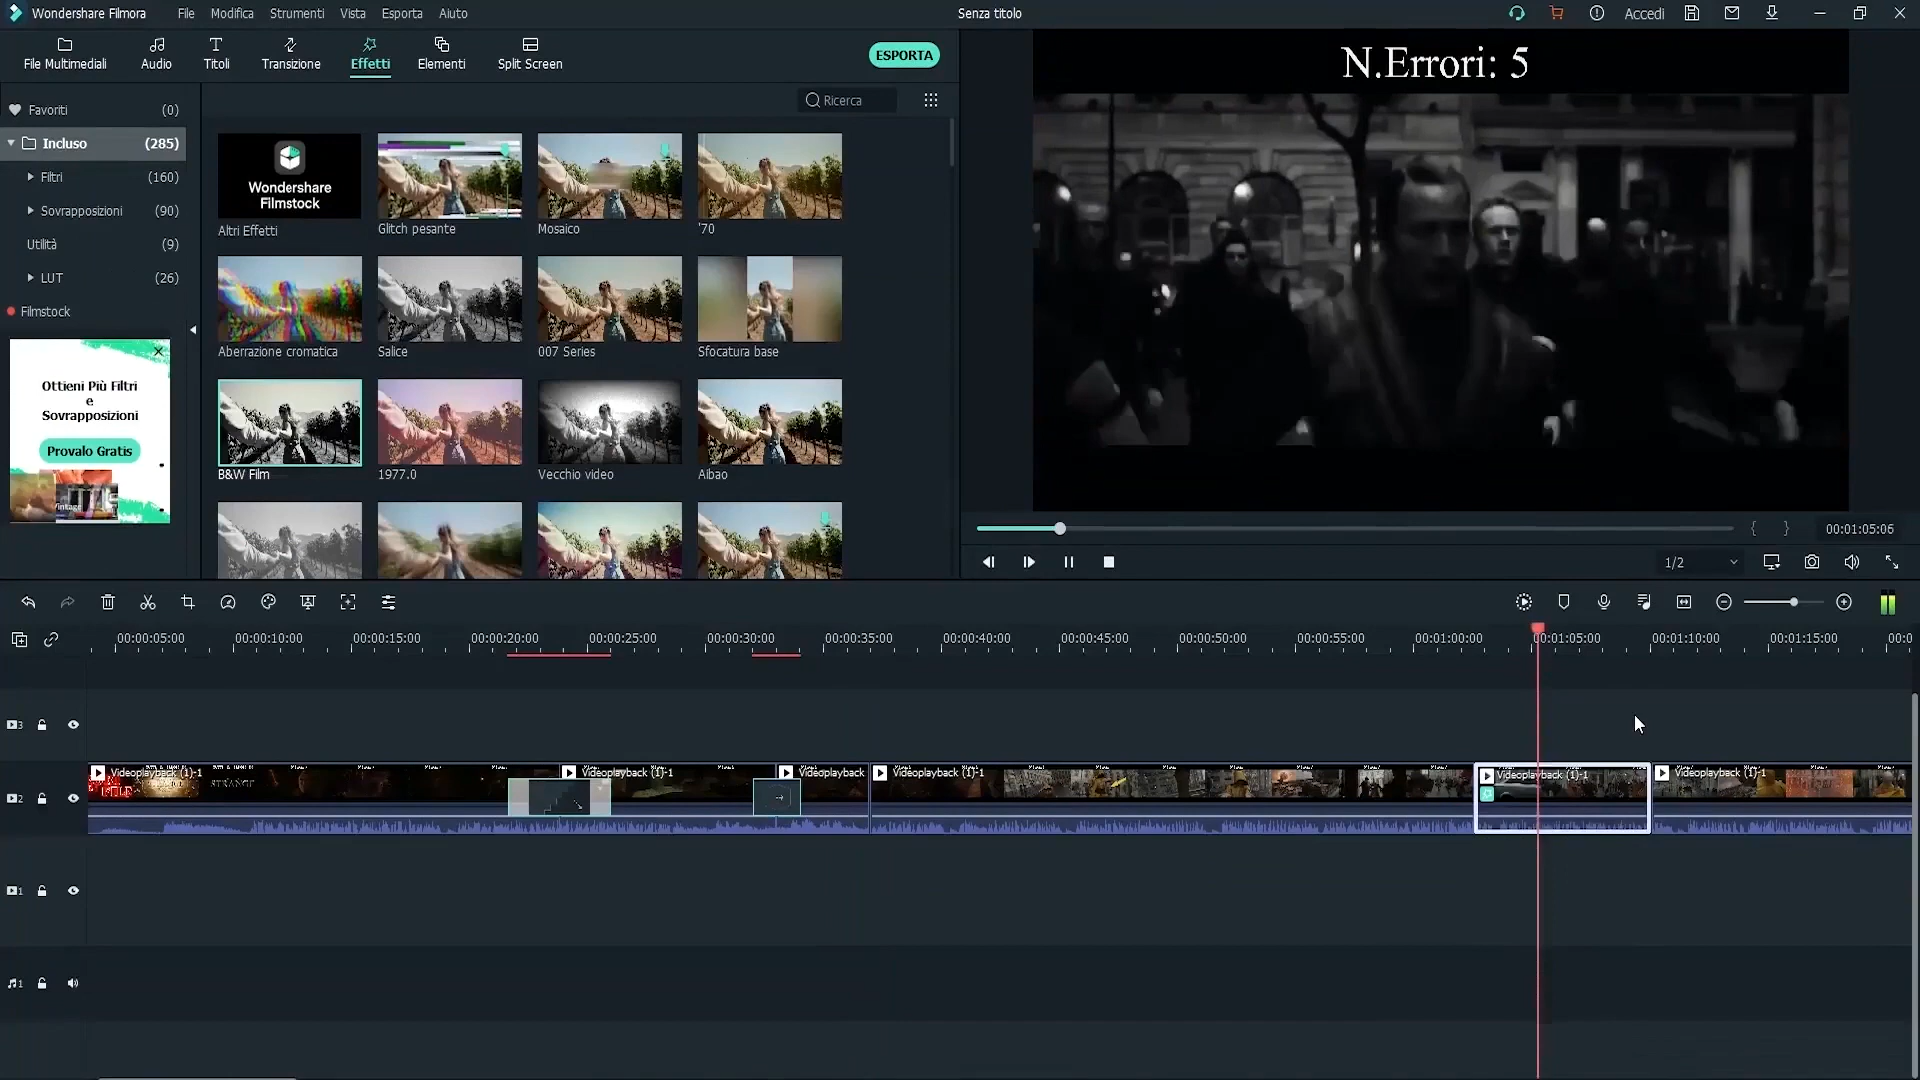 Wondershare Filmora
File Modifica Strumenti Vista Esporta Aiuto
Senza titolo
Accedi
File Multimediali
Audio
Titoli
Transizione
Effetti
Elementi
Split Screen
ESPORTA
N.Errori: 5
Ricerca
Favoriti (0)
Incluso (285)
Filtri (160)
Sovrapposizioni (90)
Utilità (9)
LUT (26)
Filmstock
Ottieni Più Filtri
e
Sovrapposizioni
Provalo Gratis
Vintage
Wondershare
Filmstock
Altri Effetti
Glitch pesante
Mosaico
'70
Aberrazione cromatica
Salice
007 Series
Sfocatura base
B&W Film
1977.0
Vecchio video
Aibao
{ } 00:01:05:06
1/2
00:00:05:00 00:00:10:00 00:00:15:00 00:00:20:00 00:00:25:00 00:00:30:00 00:00:35:00 00:00:40:00 00:00:45:00 00:00:50:00 00:00:55:00 00:01:00:00 00:01:05:00 00:01:10:00 00:01:15:00
3
2
Videoplayback (1)-1
STRANGE
Videoplayback (1)-1
Videoplayback
Videoplayback (1)-1
Videoplayback (1)-1
Videoplayback (1)-1
1
1